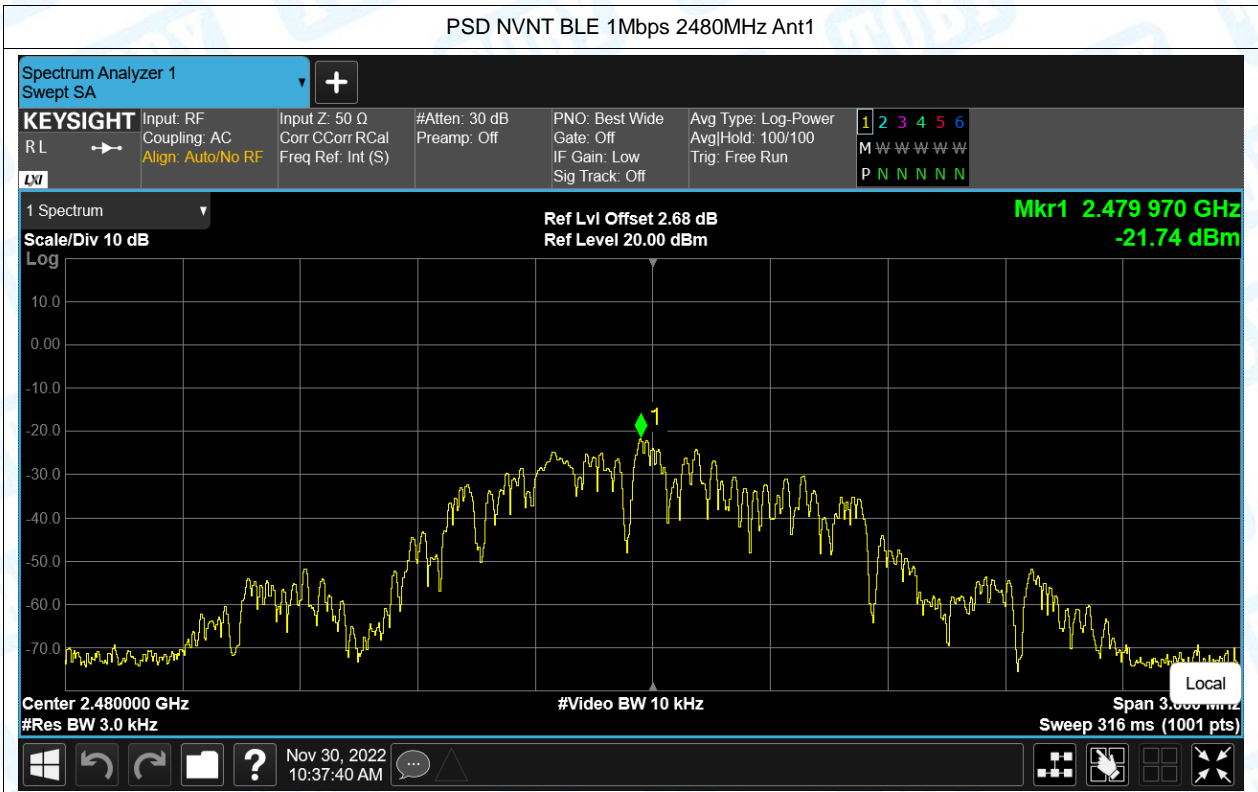 PSD NVNT BLE 1Mbps 2480MHz Ant1
Spectrum Analyzer 1
Swept SA
KEYSIGHT
RL
LXI
Input: RF
Coupling: AC
Align: Auto/No RF
Input Z: 50 Ω
Corr CCorr RCal
Freq Ref: Int (S)
#Atten: 30 dB
Preamp: Off
PNO: Best Wide
Gate: Off
IF Gain: Low
Sig Track: Off
Avg Type: Log-Power
Avg|Hold: 100/100
Trig: Free Run
1 2 3 4 5 6
M W W W W W
P N N N N N
1 Spectrum
Scale/Div 10 dB
Ref Lvl Offset 2.68 dB
Ref Level 20.00 dBm
Mkr1 2.479 970 GHz
-21.74 dBm
Log
10.0
0.00
-10.0
-20.0
-30.0
-40.0
-50.0
-60.0
-70.0
1
Center 2.480000 GHz
#Res BW 3.0 kHz
#Video BW 10 kHz
Local
Span 3.000 MHz
Sweep 316 ms (1001 pts)
Nov 30, 2022
10:37:40 AM
TOBY